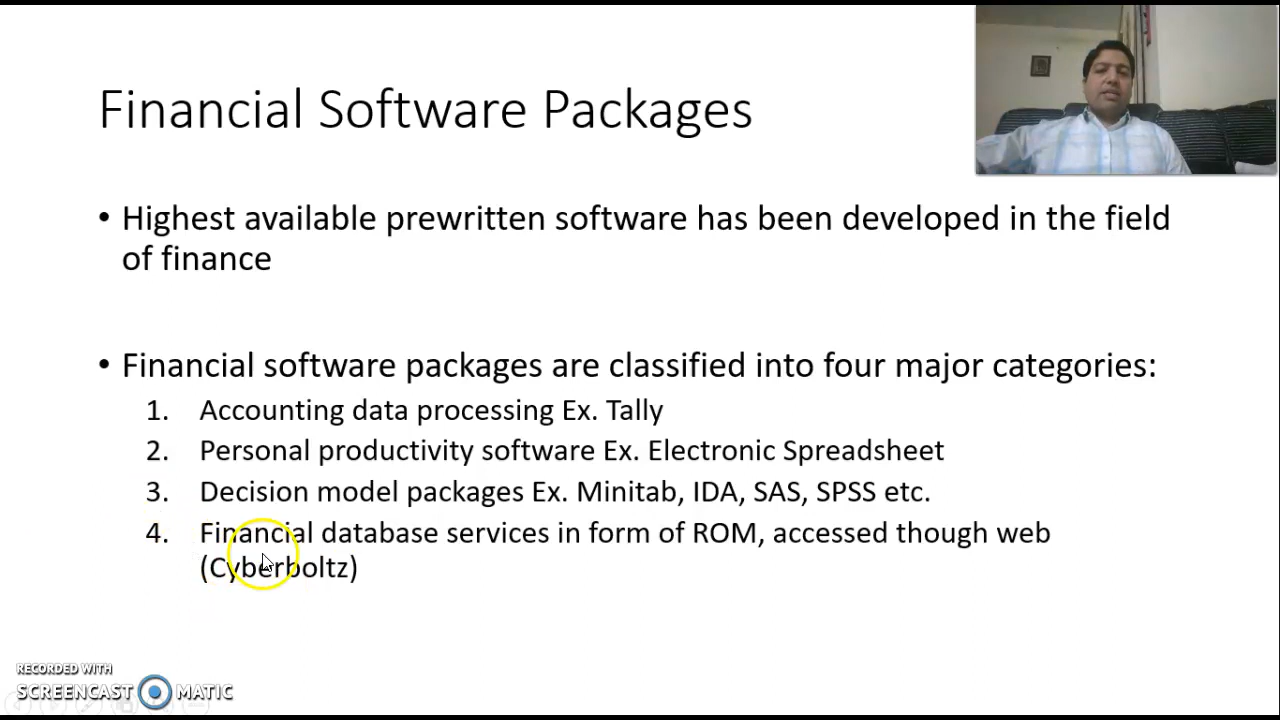 Financial Software Packages
• Highest available prewritten software has been developed in the field
of finance
• Financial software packages are classified into four major categories:
1. Accounting data processing Ex. Tally
2. Personal productivity software Ex. Electronic Spreadsheet
3. Decision model packages Ex. Minitab, IDA, SAS, SPSS etc.
4. Financial database services in form of ROM, accessed though web
(Cyberboltz)
RECORDED WITH
SCREENCAST MATIC